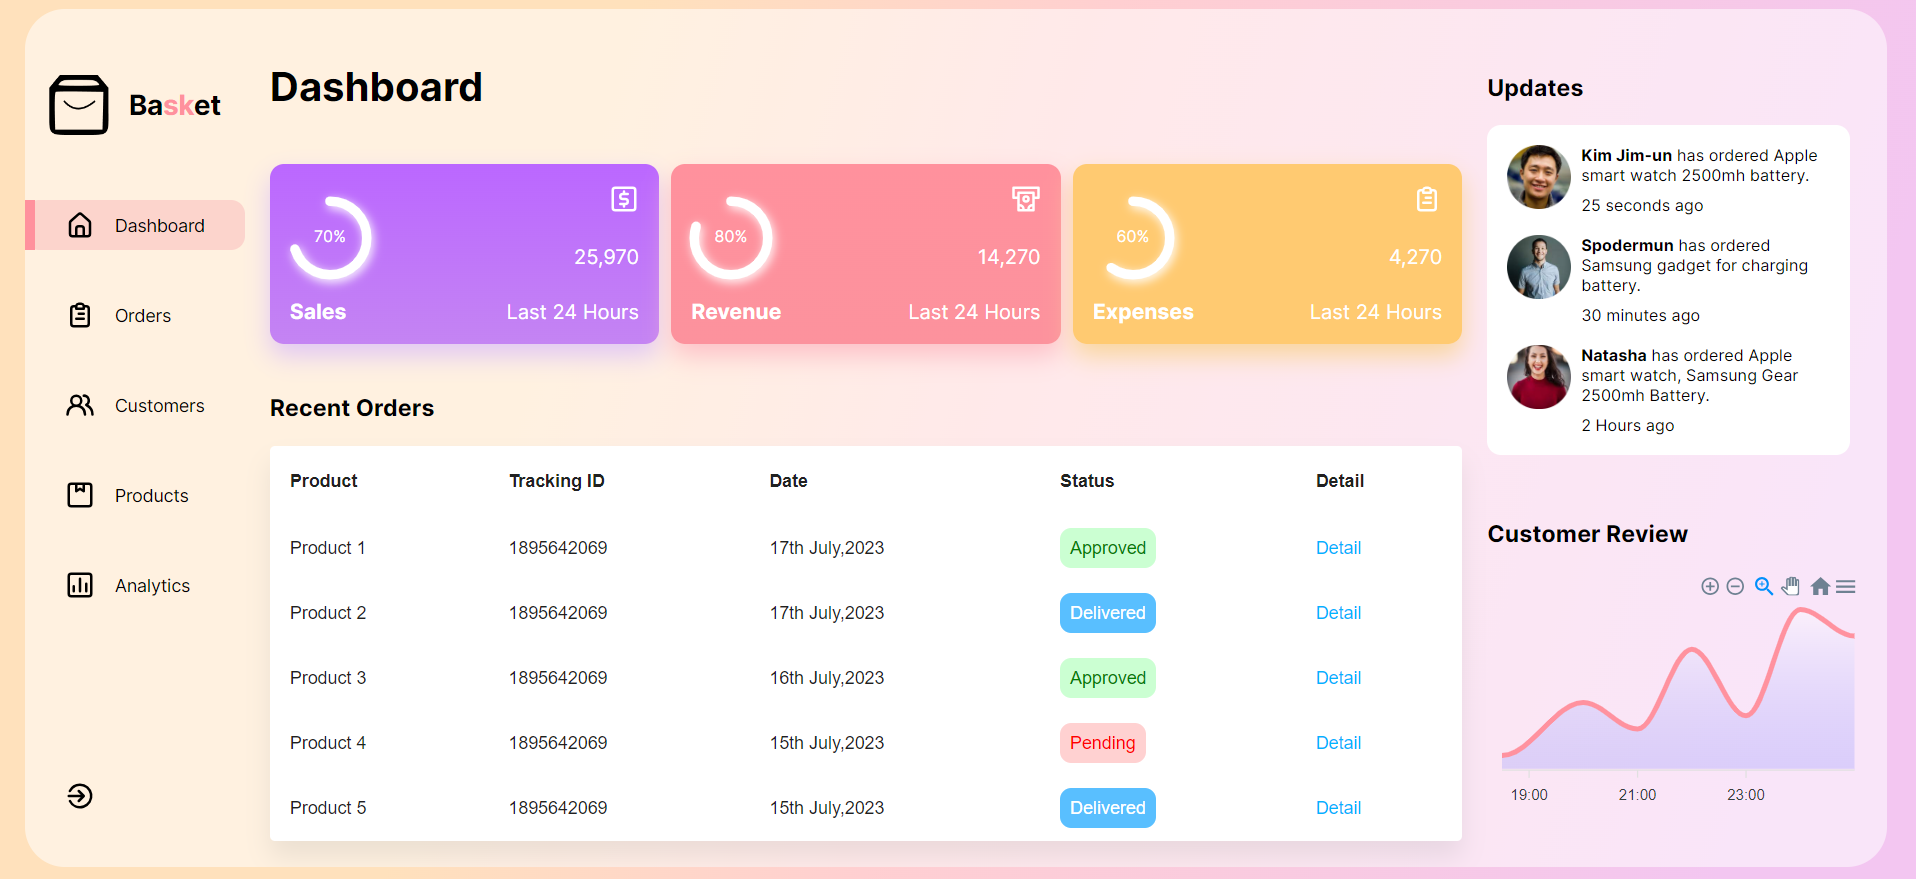 Basket
Dashboard
Orders
Customers
Products
Analytics
Dashboard
70%
25,970
Sales
Last 24 Hours
80%
14,270
Revenue
Last 24 Hours
60%
4,270
Expenses
Last 24 Hours
Recent Orders
Product Tracking ID Date Status Detail
Product 1 1895642069 17th July,2023 Approved Detail
Product 2 1895642069 17th July,2023 Delivered Detail
Product 3 1895642069 16th July,2023 Approved Detail
Product 4 1895642069 15th July,2023 Pending Detail
Product 5 1895642069 15th July,2023 Delivered Detail
Updates
Kim Jim-un has ordered Apple
smart watch 2500mh battery.
25 seconds ago
Spodermun has ordered
Samsung gadget for charging
battery.
30 minutes ago
Natasha has ordered Apple
smart watch, Samsung Gear
2500mh Battery.
2 Hours ago
Customer Review
19:00 21:00 23:00